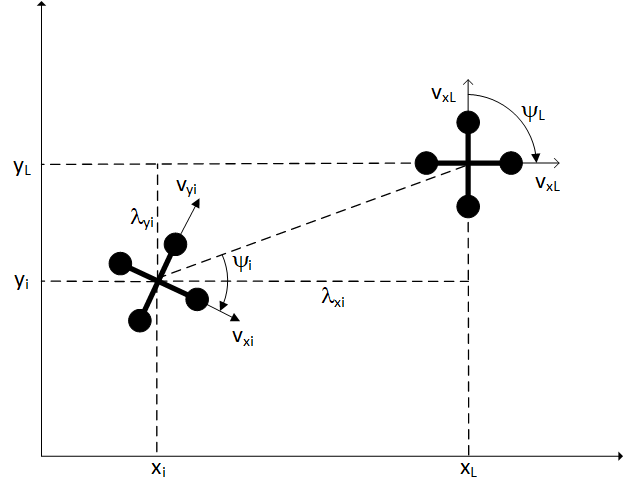 v_xL
ψ_L
y_L
v_xL
v_yi
λ_yi
ψ_i
y_i
λ_xi
v_xi
x_i
x_L